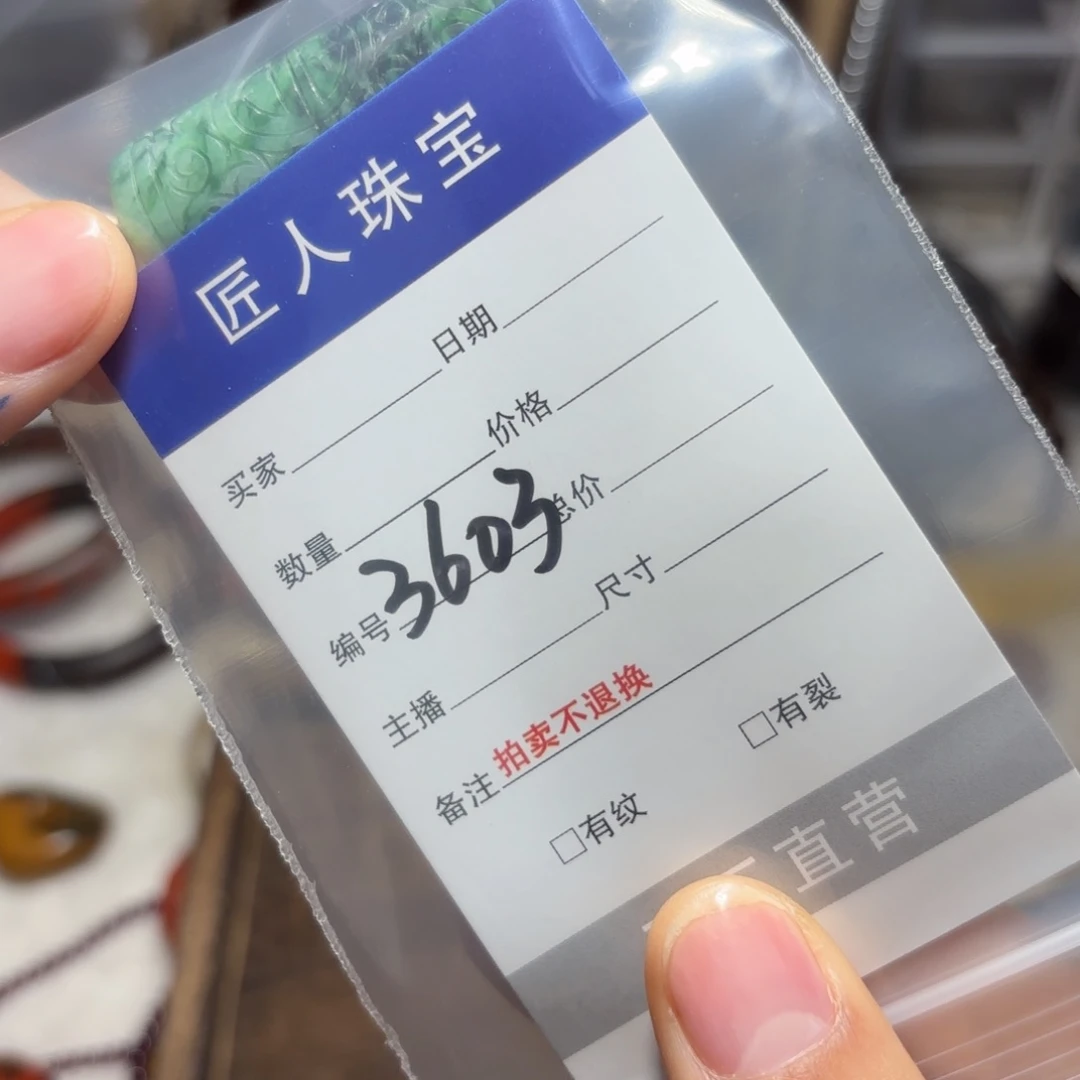 匠人珠宝
买家 日期
数量 价格
编号 3603 总价
主播 尺寸
备注 拍卖不退换
□有纹 □有裂
直营